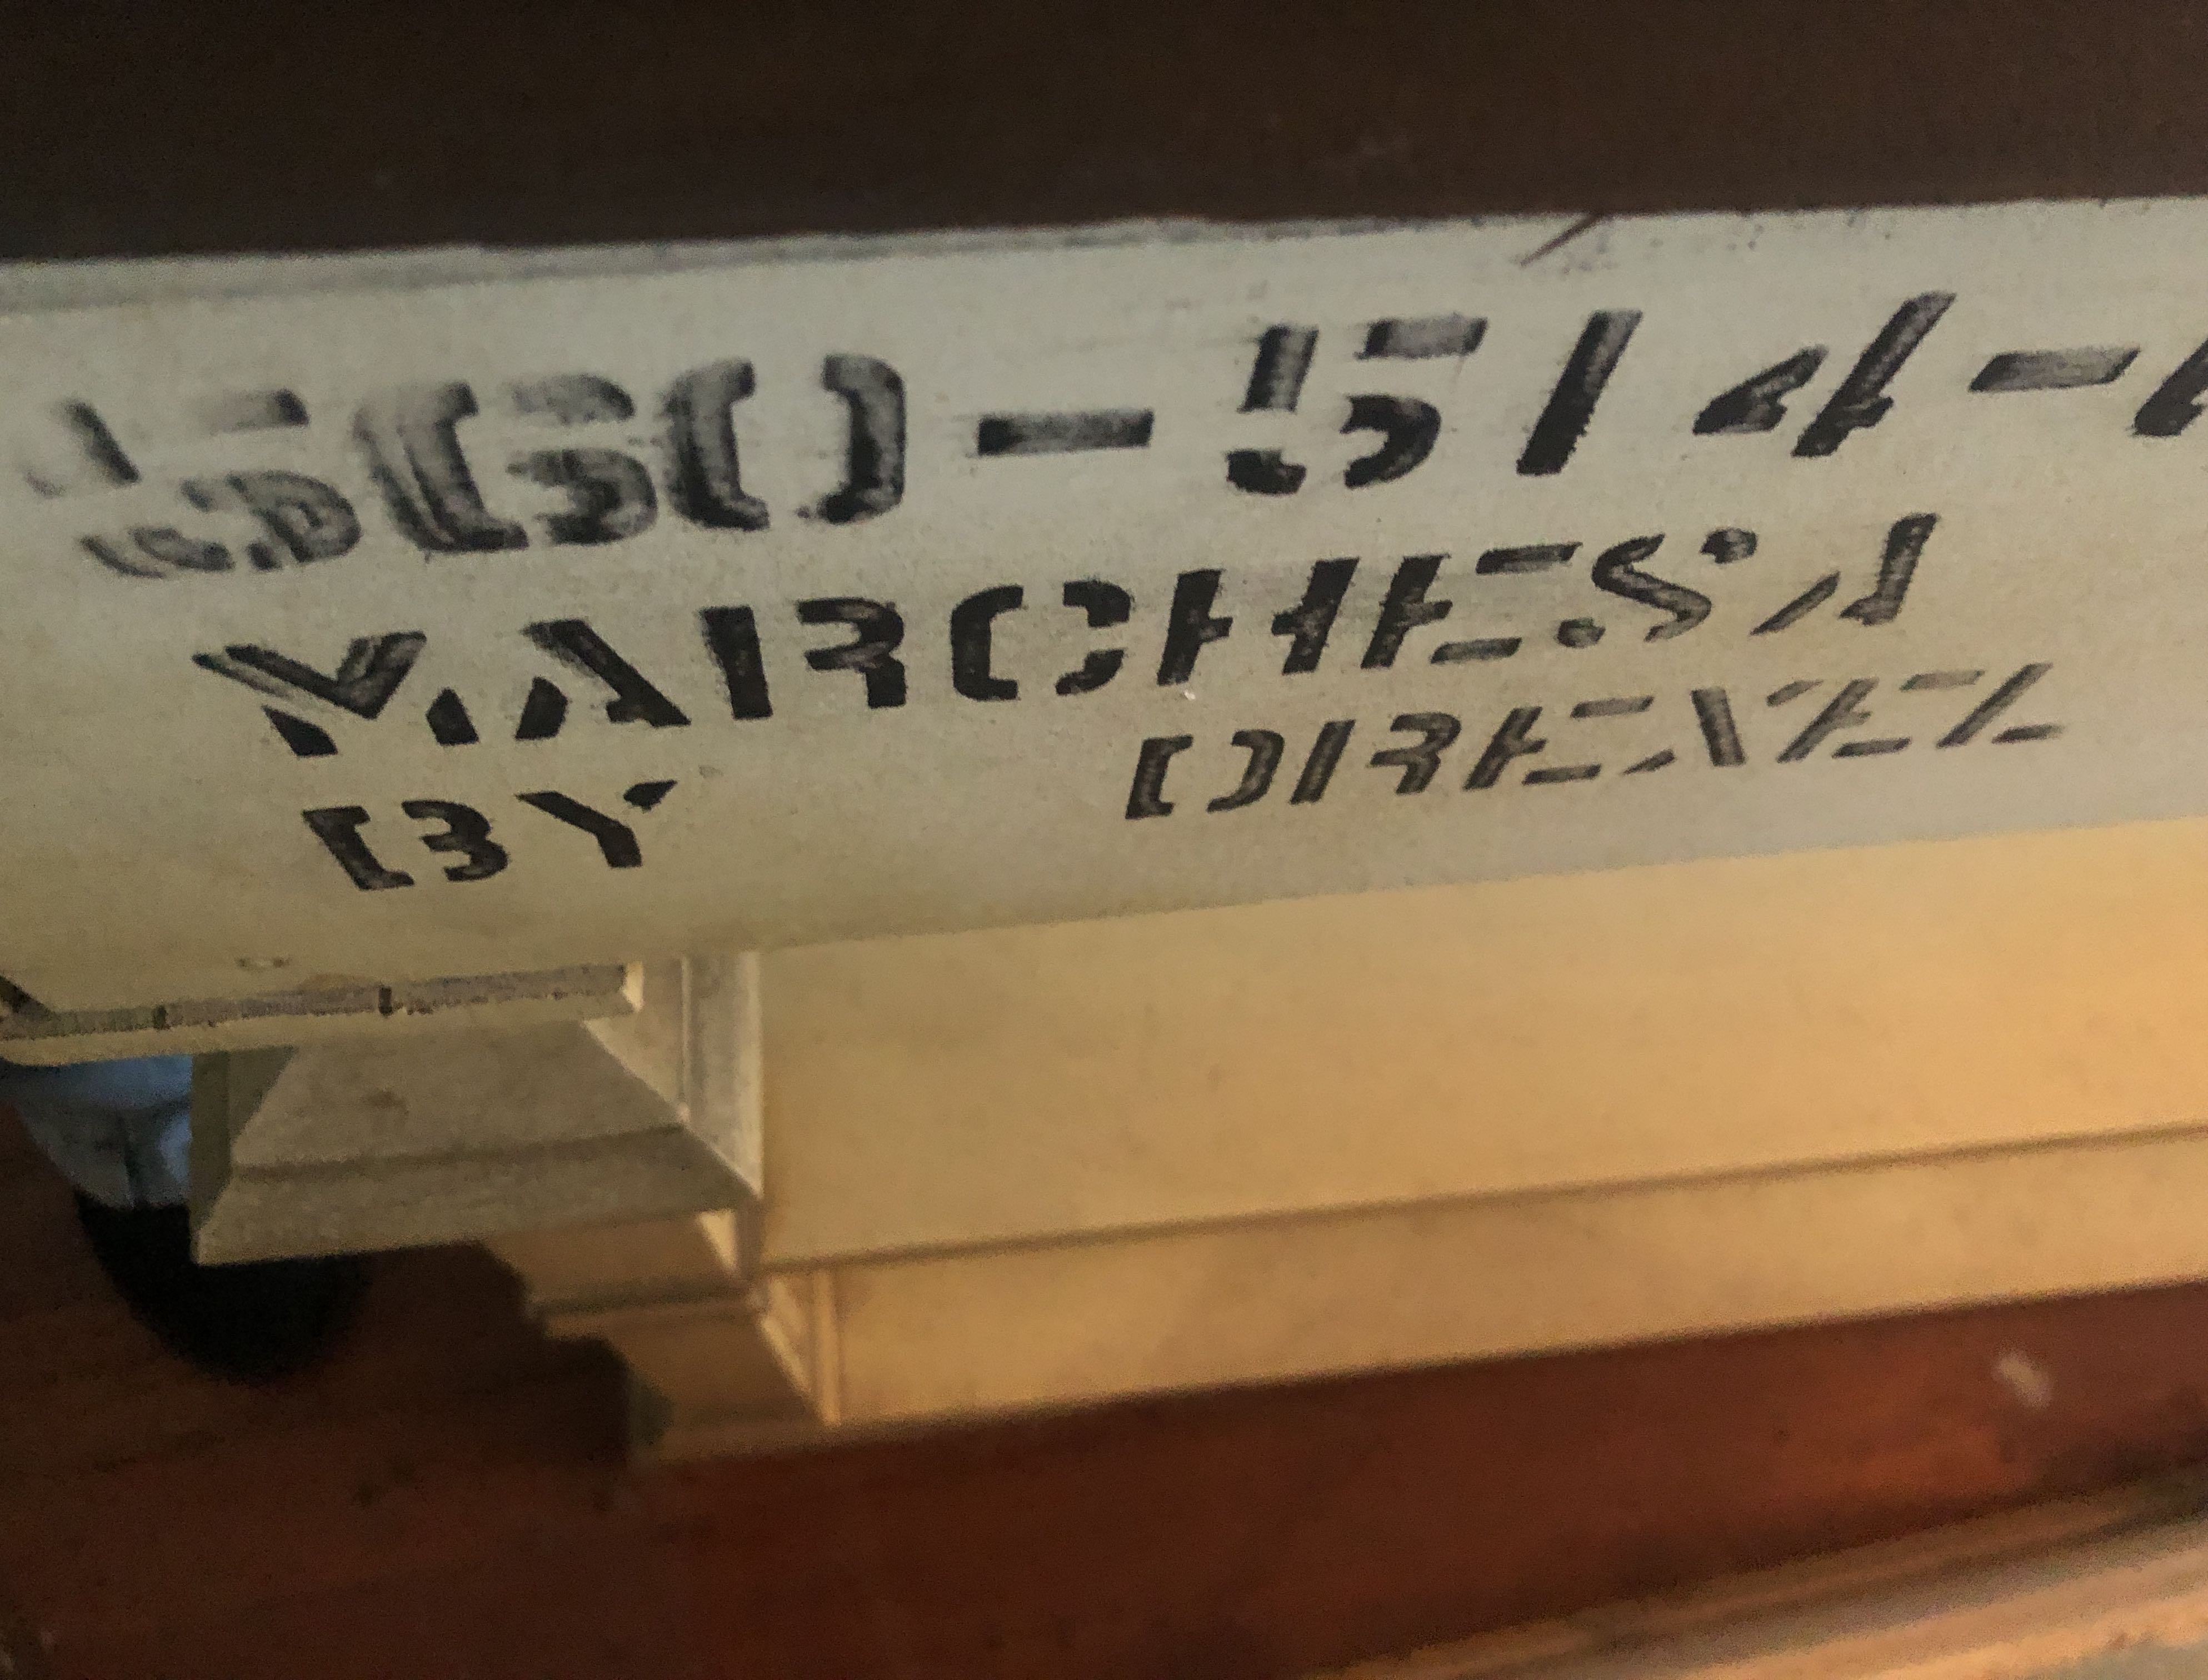 560-514-
MARCHESA
BY DREXEL